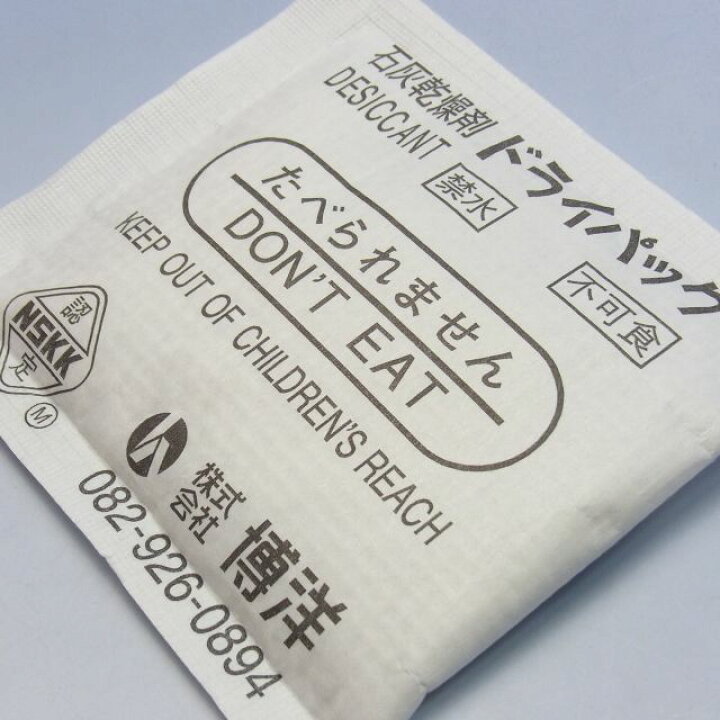 石灰乾燥剤
DESICCANT
ドライパック
禁水
不可食
たべられません
DON'T EAT
KEEP OUT OF CHILDREN'S REACH
認
NSKK
定
M
株式
会社
博洋
082-926-0894